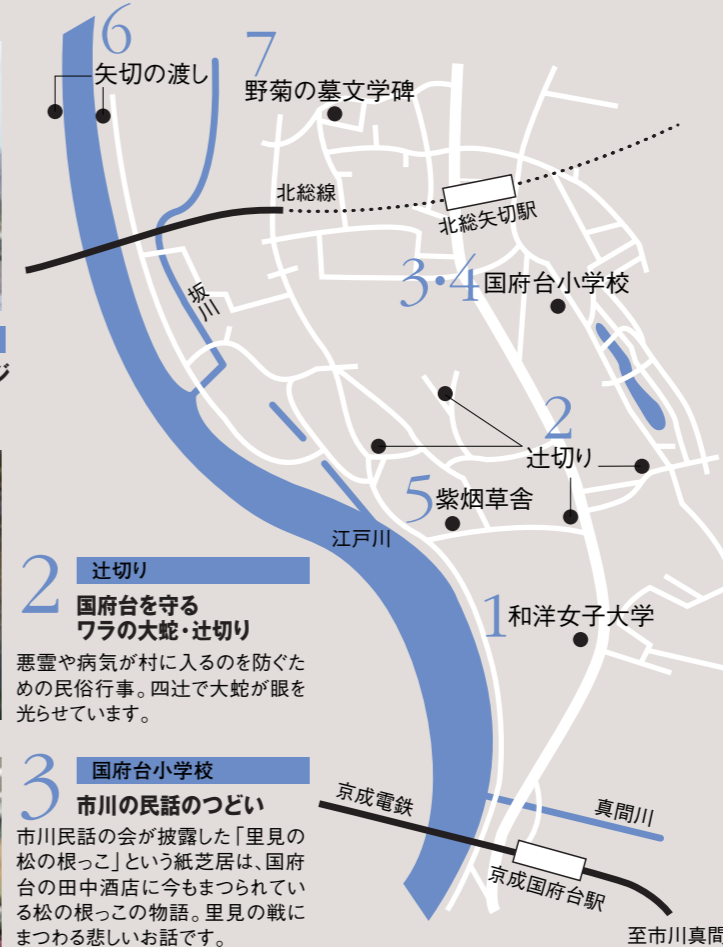 6
矢切の渡し
7
野菊の墓文学碑
北総線
北総矢切駅
坂川
3・4 国府台小学校
2
辻切り
5 紫烟草舎
江戸川
1 和洋女子大学
ジ
2 辻切り
国府台を守る
ワラの大蛇・辻切り
悪霊や病気が村に入るのを防ぐた
めの民俗行事。四辻で大蛇が眼を
光らせています。
3 国府台小学校
市川の民話のつどい
市川民話の会が披露した「里見の
松の根っこ」という紙芝居は、国府
台の田中酒店に今もまつられてい
る松の根っこの物語。里見の戦に
まつわる悲しいお話です。
京成電鉄
真間川
京成国府台駅
至市川真間